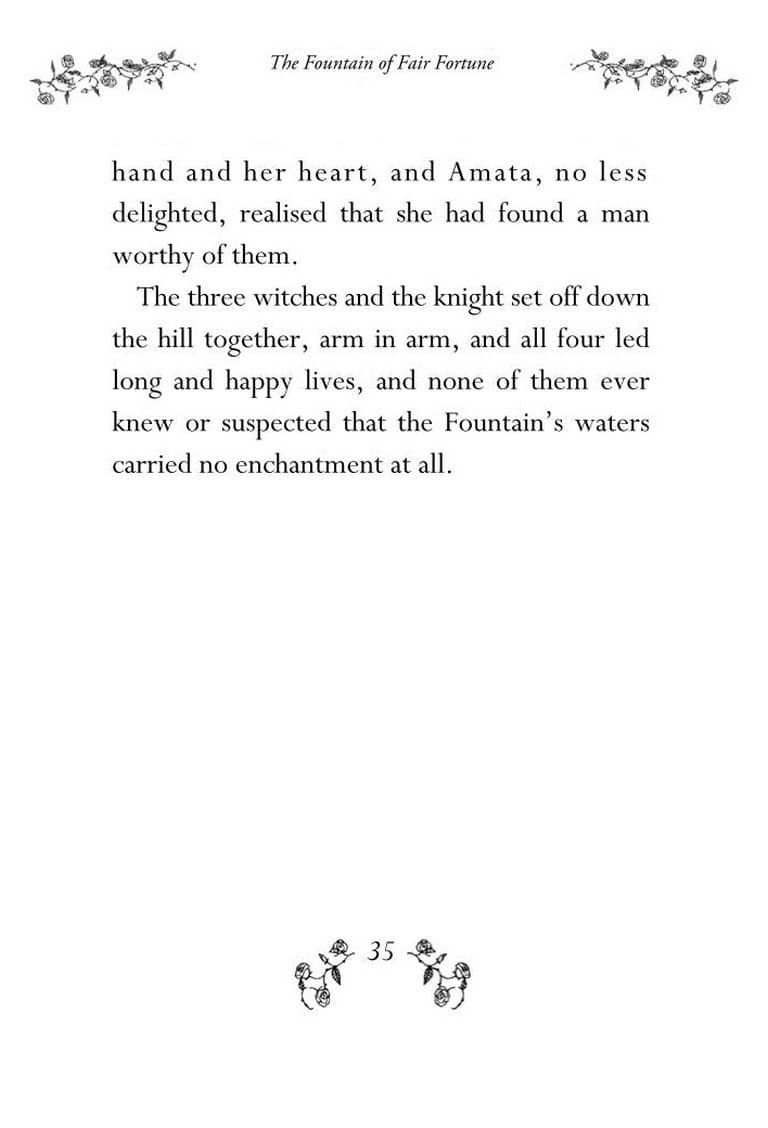 The Fountain of Fair Fortune
hand and her heart, and Amata, no less
delighted, realised that she had found a man
worthy of them.
The three witches and the knight set off down
the hill together, arm in arm, and all four led
long and happy lives, and none of them ever
knew or suspected that the Fountain’s waters
carried no enchantment at all.
35